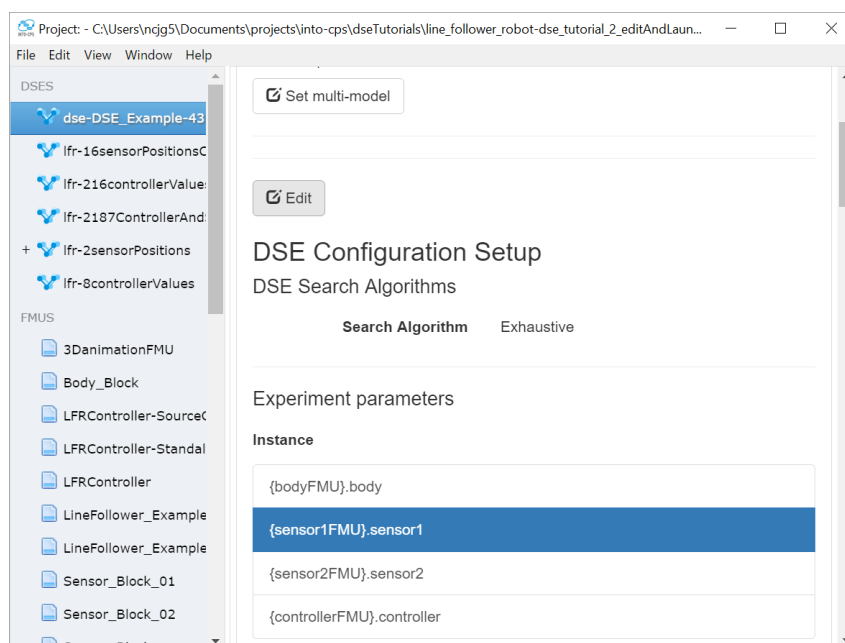 Project: - C:\Users\ncjg5\Documents\projects\into-cps\dseTutorials\line_follower_robot-dse_tutorial_2_editAndLaun...
File Edit View Window Help
DSES
dse-DSE_Example-43
lfr-16sensorPositionsC
lfr-216controllerValue
lfr-2187ControllerAnd
+ lfr-2sensorPositions
lfr-8controllerValues
FMUS
3DanimationFMU
Body_Block
LFRController-SourceC
LFRController-Standal
LFRController
LineFollower_Example
LineFollower_Example
Sensor_Block_01
Sensor_Block_02
Set multi-model
Edit
DSE Configuration Setup
DSE Search Algorithms
Search Algorithm Exhaustive
Experiment parameters
Instance
{bodyFMU}.body
{sensor1FMU}.sensor1
{sensor2FMU}.sensor2
{controllerFMU}.controller